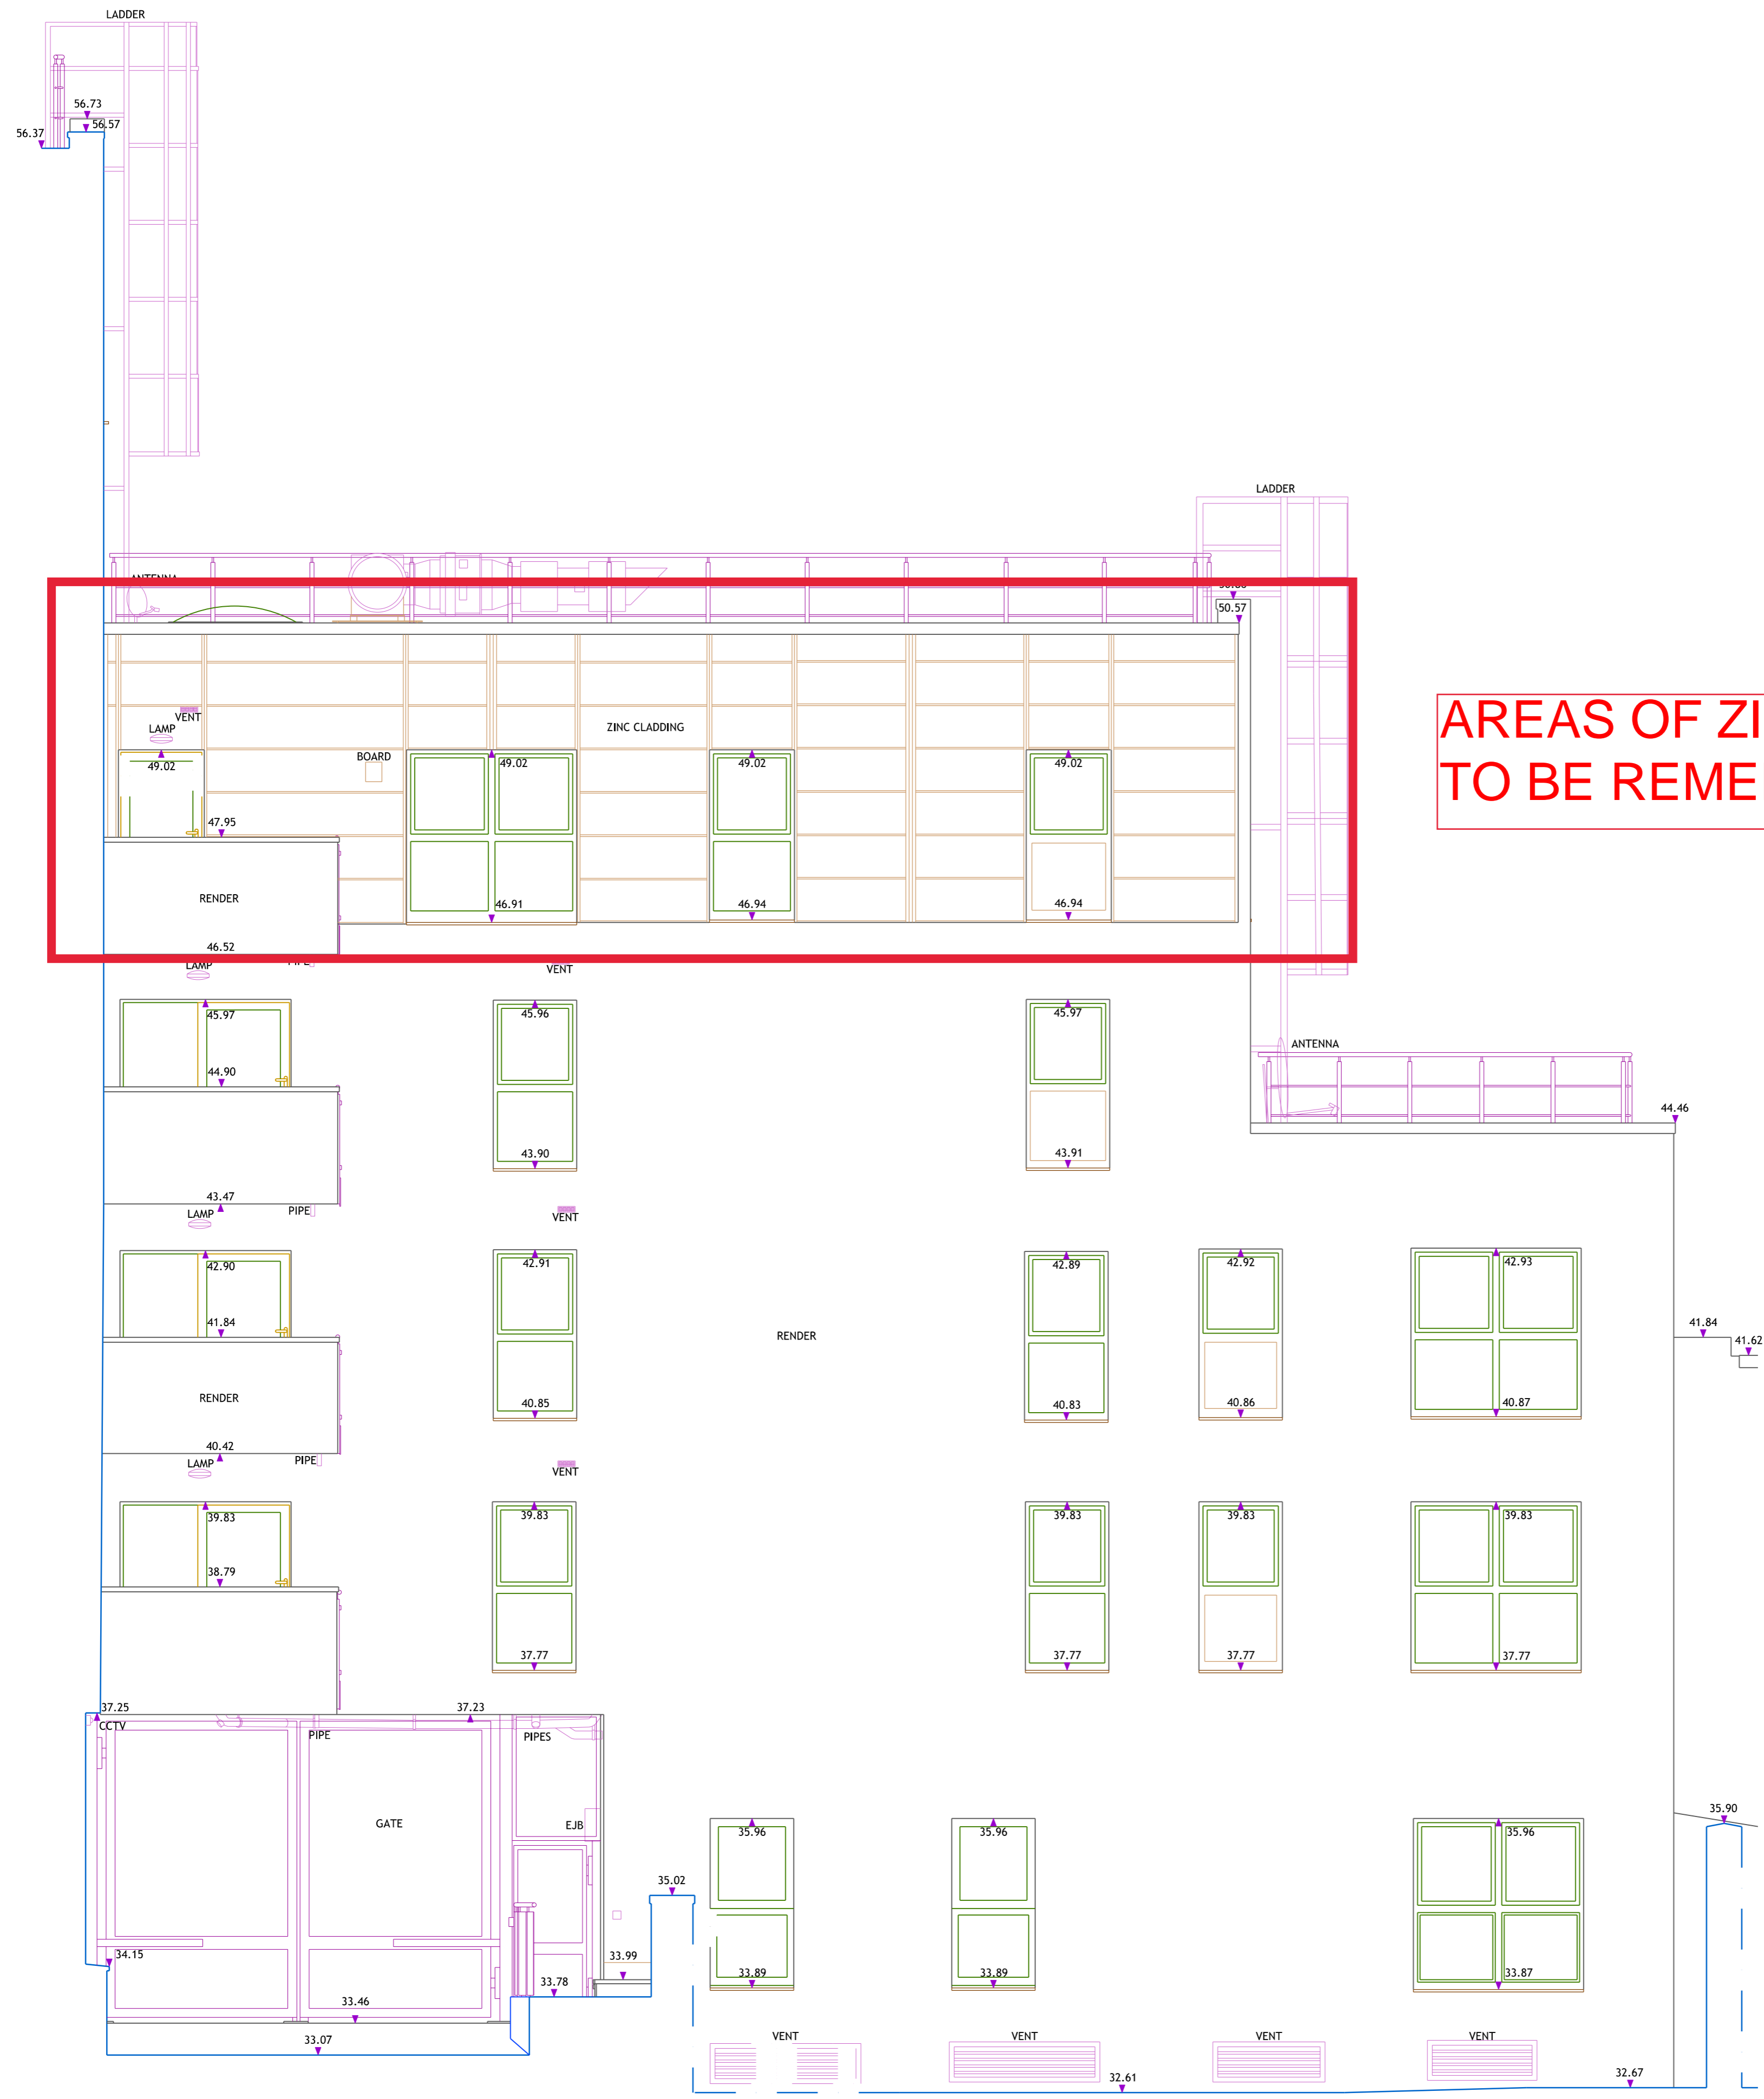 LADDER
56.73
56.57
56.37
LADDER
ANTENNA
50.57
VENT
LAMP
ZINC CLADDING
BOARD
49.02
49.02
49.02
49.02
47.95
RENDER
46.91
46.94
46.94
46.52
AREAS OF ZI
TO BE REME
LAMP
PIPE
VENT
45.97
45.96
45.97
44.90
ANTENNA
44.46
43.90
43.91
43.47
LAMP
PIPE
VENT
42.90
42.91
42.89
42.92
42.93
41.84
RENDER
41.84
41.62
RENDER
40.85
40.83
40.86
40.87
40.42
LAMP
PIPE
VENT
39.83
39.83
39.83
39.83
39.83
38.79
37.77
37.77
37.77
37.77
37.25
37.23
CCTV
PIPE
PIPES
GATE
EJB
35.96
35.96
35.96
35.90
35.02
34.15
33.99
33.78
33.89
33.89
33.87
33.46
33.07
VENT
VENT
VENT
VENT
32.61
32.67